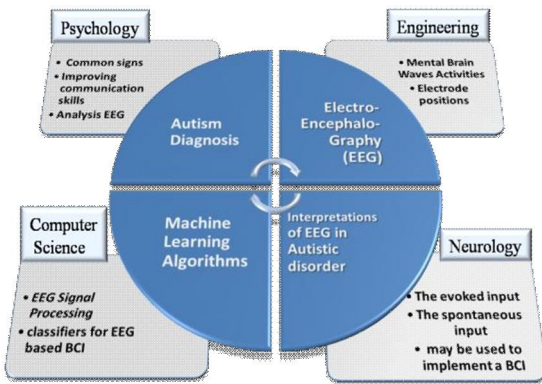 Psychology
• Common signs
• Improving
communication
skills
• Analysis EEG
Engineering
• Mental Brain
Waves Activities
• Electrode
positions
Autism
Diagnosis
Electro-
Encephalo-
Graphy
(EEG)
Machine
Learning
Algorithms
Interpretations
of EEG in
Autistic
disorder
Computer
Science
• EEG Signal
Processing
• classifiers for EEG
based BCI
Neurology
• The evoked input
• The spontaneous
input
• may be used to
implement a BCI